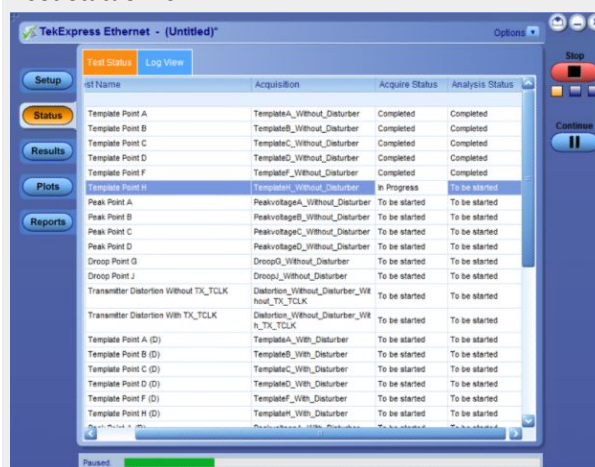 TekExpress Ethernet - (Untitled)*
Options
Test Status Log View
Stop
Setup
Status
Results
Plots
Reports
Continue
st Name Acquisition Acquire Status Analysis Status
Template Point A TemplateA_Without_Disturber Completed Completed
Template Point B TemplateB_Without_Disturber Completed Completed
Template Point C TemplateC_Without_Disturber Completed Completed
Template Point D TemplateD_Without_Disturber Completed Completed
Template Point F TemplateF_Without_Disturber Completed Completed
Template Point H TemplateH_Without_Disturber In Progress To be started
Peak Point A PeakvoltageA_Without_Disturber To be started To be started
Peak Point B PeakvoltageB_Without_Disturber To be started To be started
Peak Point C PeakvoltageC_Without_Disturber To be started To be started
Peak Point D PeakvoltageD_Without_Disturber To be started To be started
Droop Point G DroopG_Without_Disturber To be started To be started
Droop Point J DroopJ_Without_Disturber To be started To be started
Transmitter Distortion Without TX_TCLK Distortion_Without_Disturber_Wit
hout_TX_TCLK To be started To be started
Transmitter Distortion With TX_TCLK Distortion_Without_Disturber_Wit
h_TX_TCLK To be started To be started
Template Point A (D) TemplateA_With_Disturber To be started To be started
Template Point B (D) TemplateB_With_Disturber To be started To be started
Template Point C (D) TemplateC_With_Disturber To be started To be started
Template Point D (D) TemplateD_With_Disturber To be started To be started
Template Point F (D) TemplateF_With_Disturber To be started To be started
Template Point H (D) TemplateH_With_Disturber To be started To be started
Paused